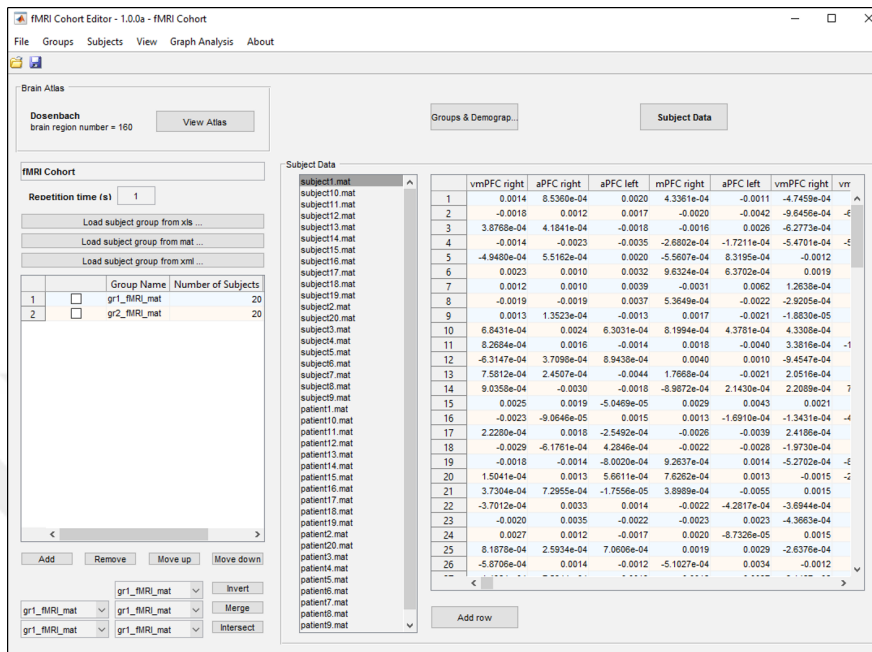 fMRI Cohort Editor - 1.0.0a - fMRI Cohort
File Groups Subjects View Graph Analysis About
Brain Atlas
Dosenbach
brain region number = 160
View Atlas
Groups & Demograp...
Subject Data
fMRI Cohort
Repetition time (s) 1
Load subject group from xls ...
Load subject group from mat ...
Load subject group from xml ...
Group Name Number of Subjects
1 gr1_fMRI_mat 20
2 gr2_fMRI_mat 20
Add Remove Move up Move down
gr1_fMRI_mat Invert
gr1_fMRI_mat gr1_fMRI_mat Merge
gr1_fMRI_mat gr1_fMRI_mat Intersect
Subject Data
subject1.mat
subject10.mat
subject11.mat
subject12.mat
subject13.mat
subject14.mat
subject15.mat
subject16.mat
subject17.mat
subject18.mat
subject19.mat
subject2.mat
subject20.mat
subject3.mat
subject4.mat
subject5.mat
subject6.mat
subject7.mat
subject8.mat
subject9.mat
patient1.mat
patient10.mat
patient11.mat
patient12.mat
patient13.mat
patient14.mat
patient15.mat
patient16.mat
patient17.mat
patient18.mat
patient19.mat
patient2.mat
patient20.mat
patient3.mat
patient4.mat
patient5.mat
patient6.mat
patient7.mat
patient8.mat
patient9.mat
vmPFC right aPFC right aPFC left mPFC right aPFC left vmPFC right vm
1 0.0014 8.5360e-04 0.0020 4.3361e-04 -0.0011 -4.7459e-04
2 -0.0018 0.0012 0.0017 -0.0020 -0.0042 -9.6456e-04 -6
3 3.8768e-04 4.1841e-04 -0.0018 -0.0016 0.0026 -6.2773e-04
4 -0.0014 -0.0023 -0.0035 -2.6802e-04 -1.7211e-04 -5.4701e-04 -5
5 -4.9480e-04 5.5162e-04 0.0020 -5.5607e-04 8.3195e-04 -0.0012
6 0.0023 0.0010 0.0032 9.6324e-04 6.3702e-04 0.0019
7 0.0012 0.0010 0.0039 -0.0031 0.0062 1.2638e-04
8 -0.0019 -0.0019 0.0037 5.3649e-04 -0.0022 -2.9205e-04
9 0.0013 1.3523e-04 -0.0013 0.0017 -0.0021 -1.8830e-05
10 6.8431e-04 0.0024 6.3031e-04 8.1994e-04 4.3781e-04 4.3308e-04
11 8.2684e-04 0.0016 -0.0014 0.0018 -0.0040 3.3816e-04 -1
12 -6.3147e-04 3.7098e-04 8.9438e-04 0.0040 0.0010 -9.4547e-04
13 7.5812e-04 2.4507e-04 -0.0044 1.7668e-04 -0.0021 2.0516e-04
14 9.0358e-04 -0.0030 -0.0018 -8.9872e-04 2.1430e-04 2.2089e-04 7
15 0.0025 0.0019 -5.0469e-05 0.0029 0.0043 0.0021
16 -0.0023 -9.0646e-05 0.0015 0.0013 -1.6910e-04 -1.3431e-04 -4
17 2.2280e-04 0.0018 -2.5492e-04 -0.0026 -0.0039 2.4186e-04
18 -0.0029 -6.1761e-04 4.2846e-04 -0.0022 -0.0028 -1.9730e-04
19 -0.0018 -0.0014 -8.0020e-04 9.2637e-04 0.0014 -5.2702e-04 -8
20 1.5041e-04 0.0013 5.6611e-04 7.6262e-04 0.0013 -0.0015 -2
21 3.7304e-04 7.2955e-04 -1.7556e-05 3.8989e-04 -0.0055 0.0015
22 -3.7012e-04 0.0033 0.0014 -0.0022 -4.2817e-04 -3.6944e-04
23 -0.0020 0.0035 -0.0022 -0.0023 0.0023 -4.3663e-04
24 0.0027 0.0012 -0.0017 0.0020 -8.7326e-05 0.0015
25 8.1878e-04 2.5934e-04 7.0606e-04 0.0019 0.0029 -2.6376e-04
26 -5.8706e-04 0.0014 -0.0012 -5.1027e-04 0.0034 -0.0012
Add row